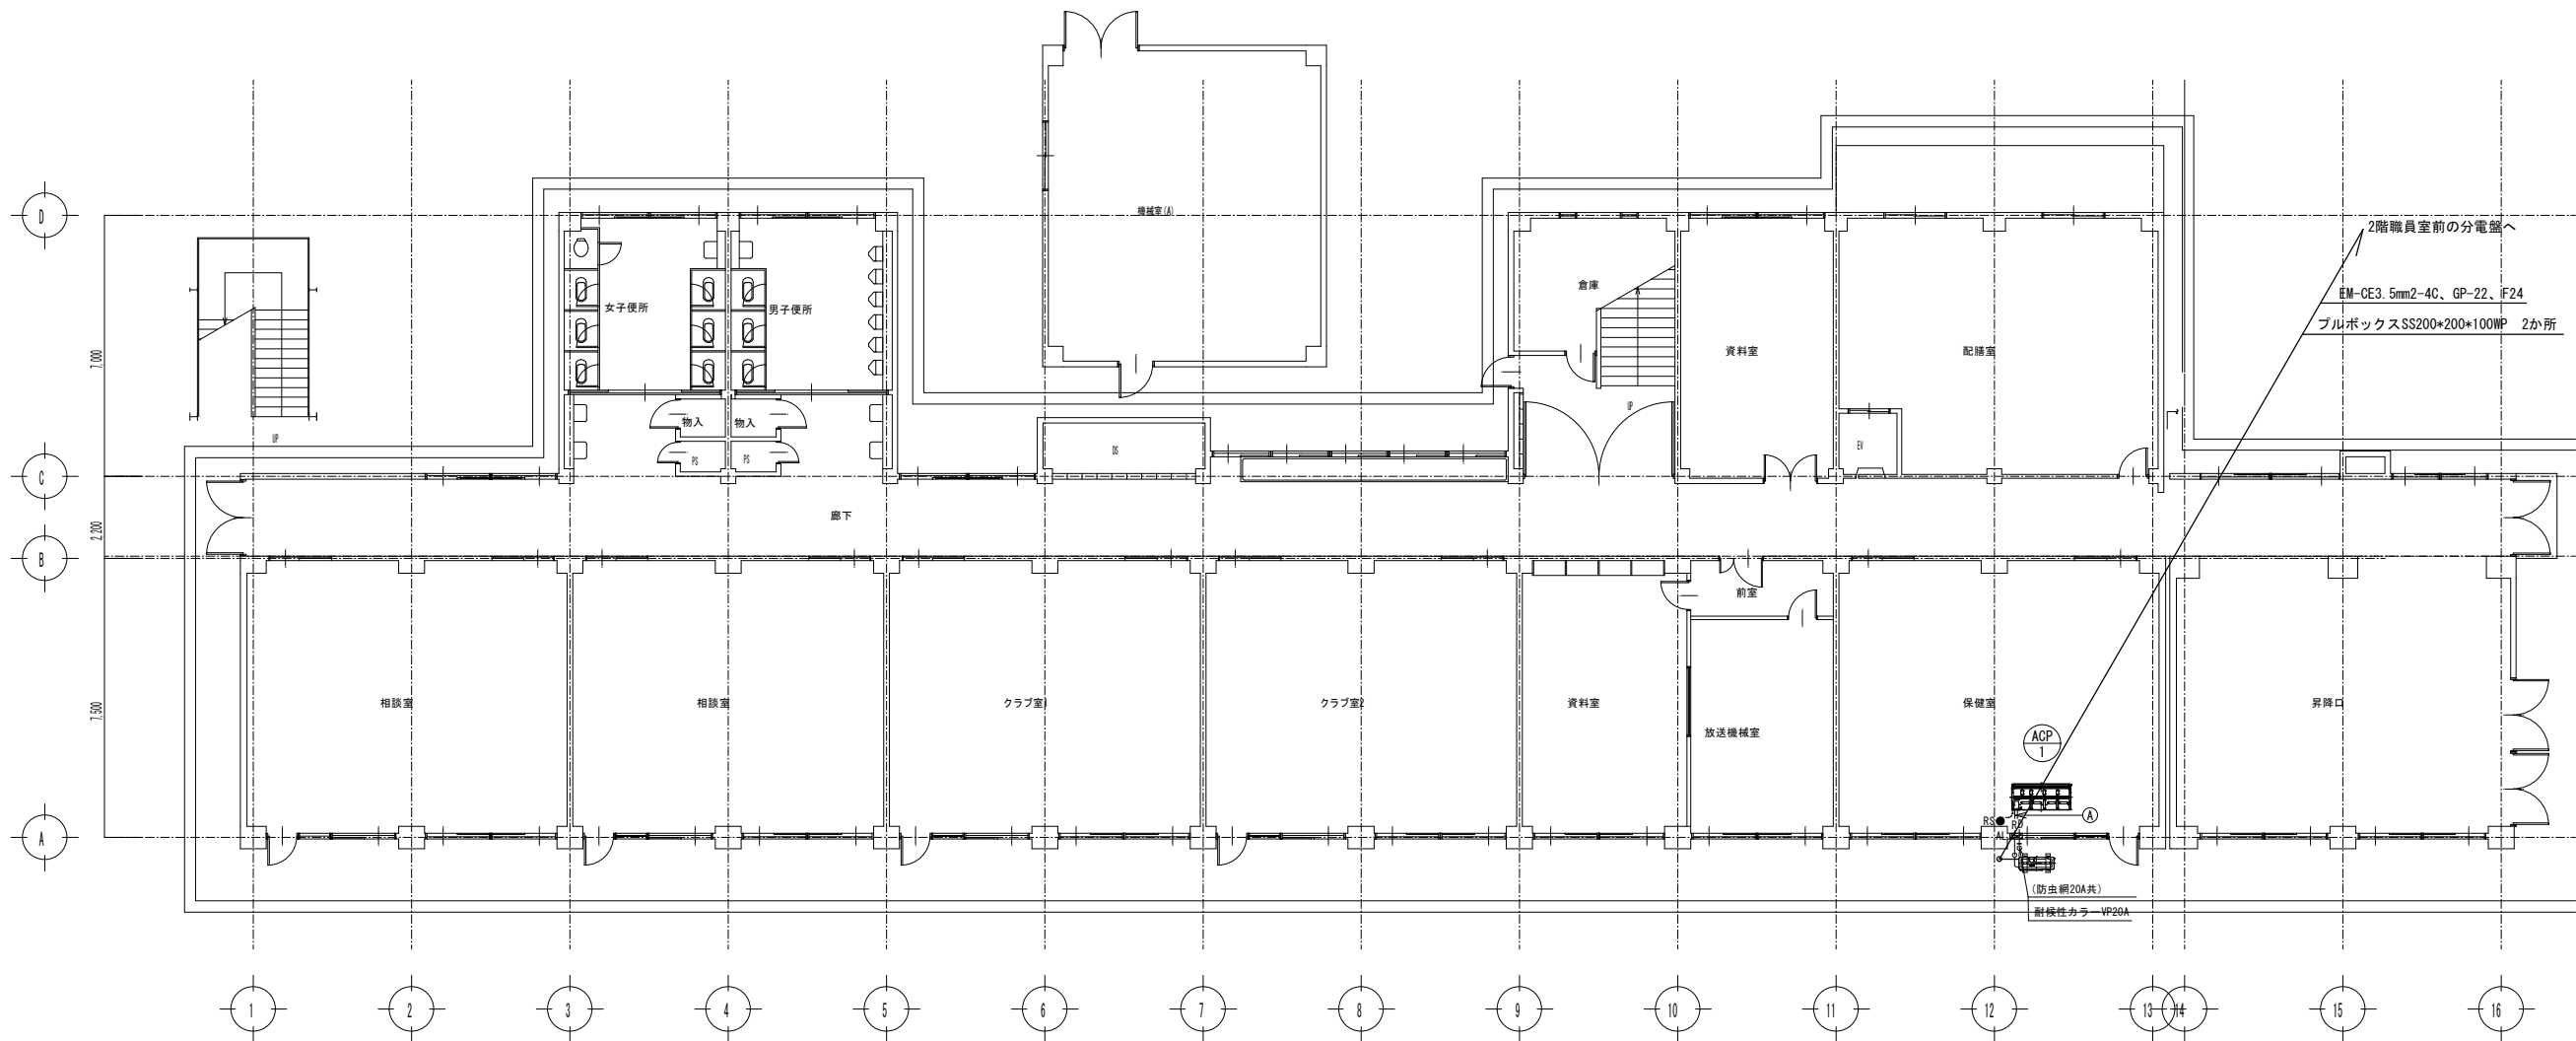 機械室(A)
D
2階職員室前の分電盤へ
倉庫
EM-CE3.5mm2-4C、GP-22、F24
女子便所
男子便所
プルボックスSS200*200*100WP 2か所
7,000
資料室
配膳室
物入
物入
UP
UP
EV
DS
PS
PS
C
廊下
2,200
B
前室
相談室
相談室
クラブ室1
クラブ室2
資料室
保健室
昇降口
7,500
放送機械室
ACP
1
A
RS
RD
AL
A
(防虫網20A共)
耐候性カラーVP20A
1
2
3
4
5
6
7
8
9
10
11
12
13
14
15
16